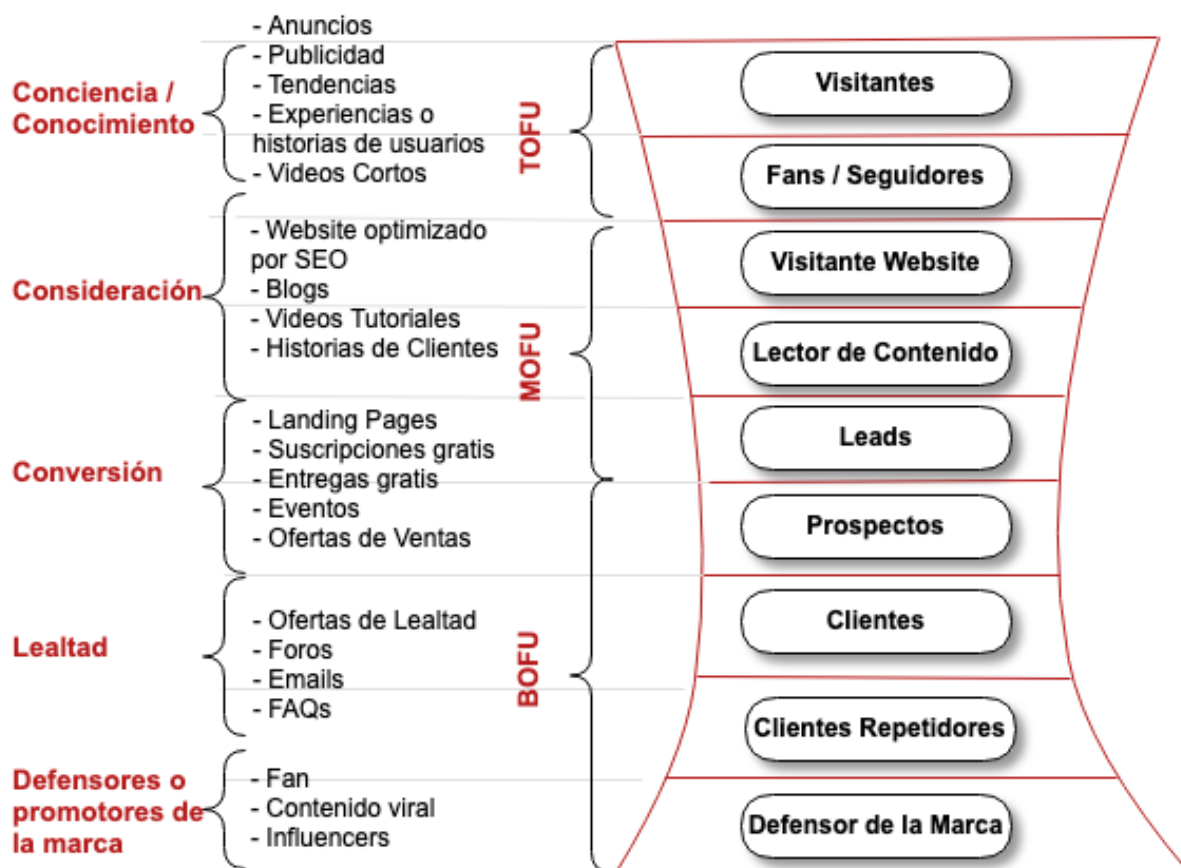 - Anuncios
- Publicidad
- Tendencias
- Experiencias o
historias de usuarios
- Videos Cortos
Conciencia /
Conocimiento
TOFU
Visitantes
Fans / Seguidores
- Website optimizado
por SEO
- Blogs
- Videos Tutoriales
- Historias de Clientes
Consideración
MOFU
Visitante Website
Lector de Contenido
- Landing Pages
- Suscripciones gratis
- Entregas gratis
- Eventos
- Ofertas de Ventas
Conversión
Leads
Prospectos
- Ofertas de Lealtad
- Foros
- Emails
- FAQs
Lealtad
BOFU
Clientes
Clientes Repetidores
Defensores o
promotores de
la marca
- Fan
- Contenido viral
- Influencers
Defensor de la Marca